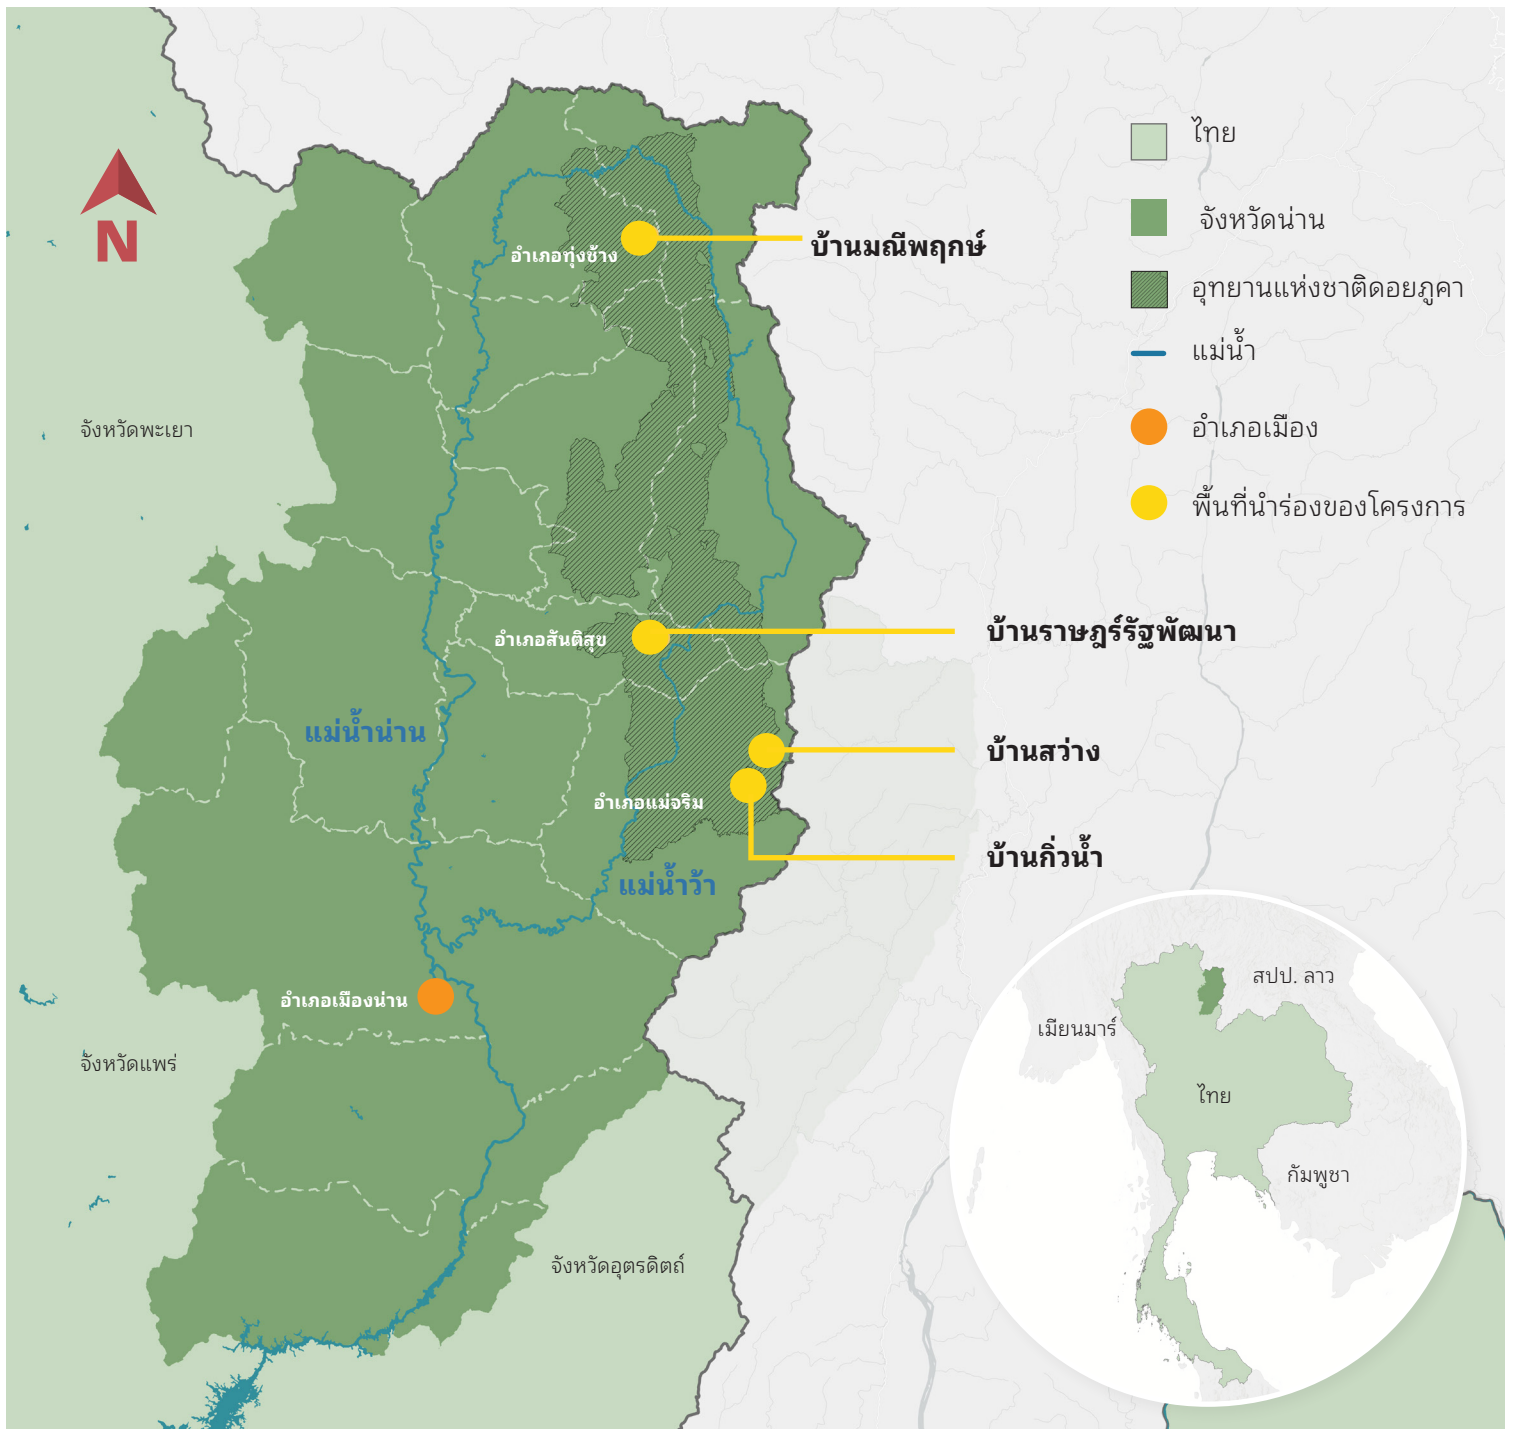 N
ไทย
จังหวัดน่าน
อุทยานแห่งชาติดอยภูคา
แม่น้ำ
อำเภอเมือง
พื้นที่นำร่องของโครงการ
อำเภอทุ่งช้าง
บ้านมณีพฤกษ์
จังหวัดพะเยา
อำเภอสันติสุข
บ้านราษฎร์รัฐพัฒนา
แม่น้ำน่าน
บ้านสว่าง
อำเภอแม่จริม
บ้านกิ่วน้ำ
แม่น้ำว้า
อำเภอเมืองน่าน
จังหวัดแพร่
จังหวัดอุตรดิตถ์
สปป. ลาว
เมียนมาร์
ไทย
กัมพูชา